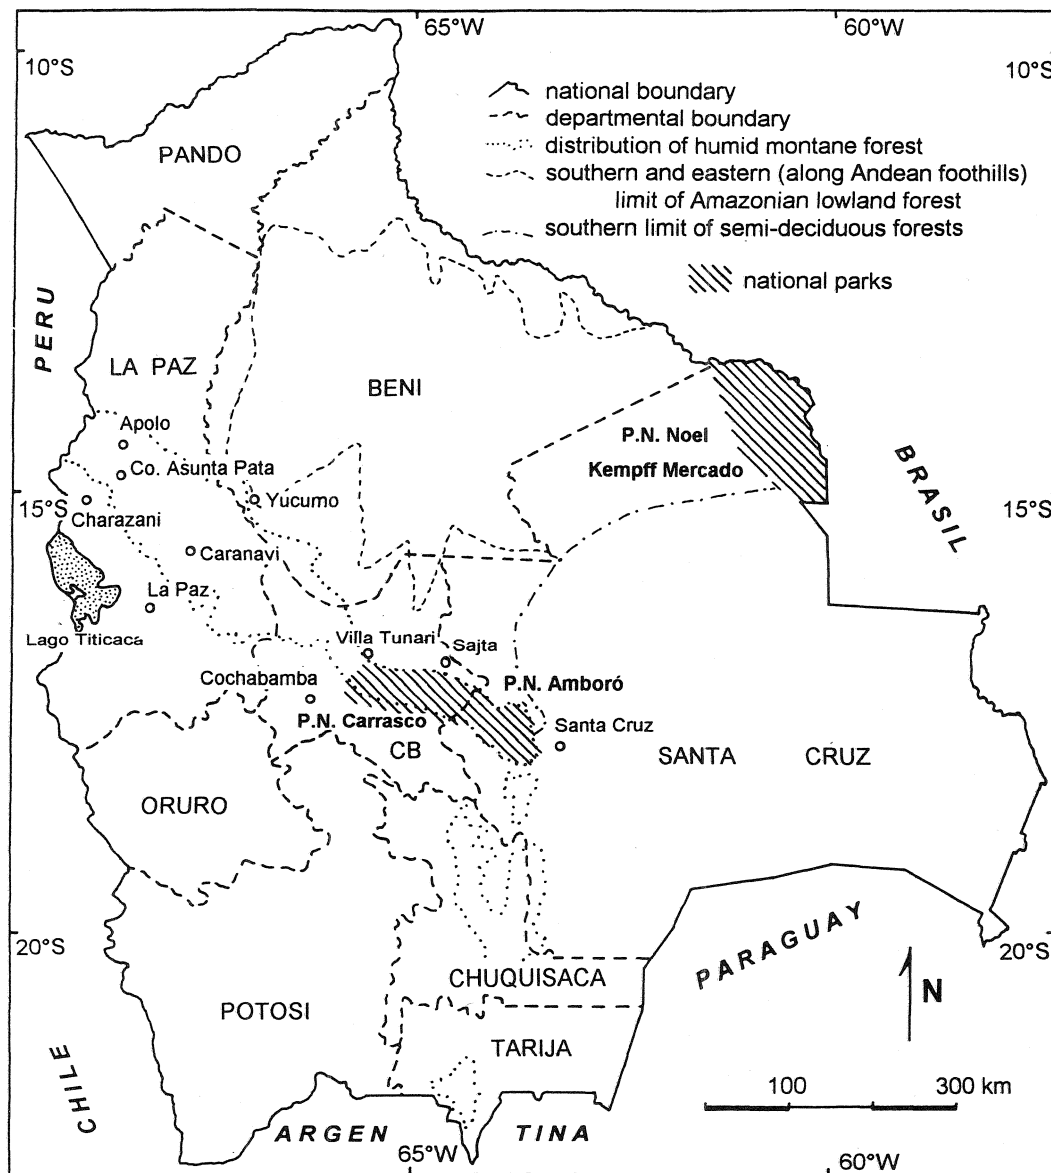 65°W
60°W
10°S
10°S
national boundary
departmental boundary
distribution of humid montane forest
southern and eastern (along Andean foothills)
limit of Amazonian lowland forest
southern limit of semi-deciduous forests
national parks
PANDO
PERU
LA PAZ
BENI
Apolo
P.N. Noel
Kempff Mercado
Co. Asunta Pata
BRASIL
15°S
Yucumo
15°S
Charazani
Caranavi
La Paz
Lago Titicaca
Villa Tunari
Sajta
Cochabamba
P.N. Amboró
P.N. Carrasco
Santa Cruz
CB
SANTA CRUZ
ORURO
PARAGUAY
20°S
20°S
CHUQUISACA
N
POTOSI
TARIJA
CHILE
100
300 km
ARGEN TINA
65°W
60°W